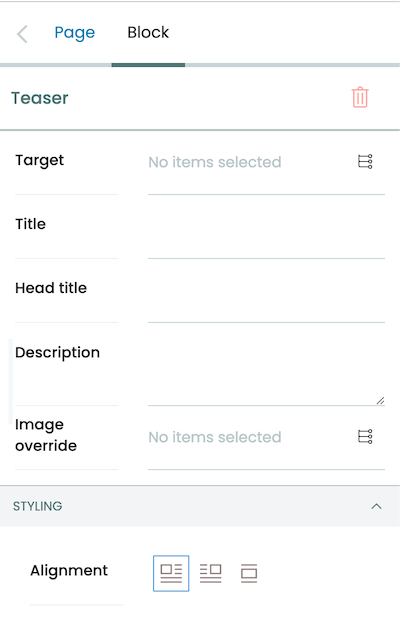 Page Block
Teaser
Target No items selected
Title
Head title
Description
Image
override No items selected
STYLING
Alignment